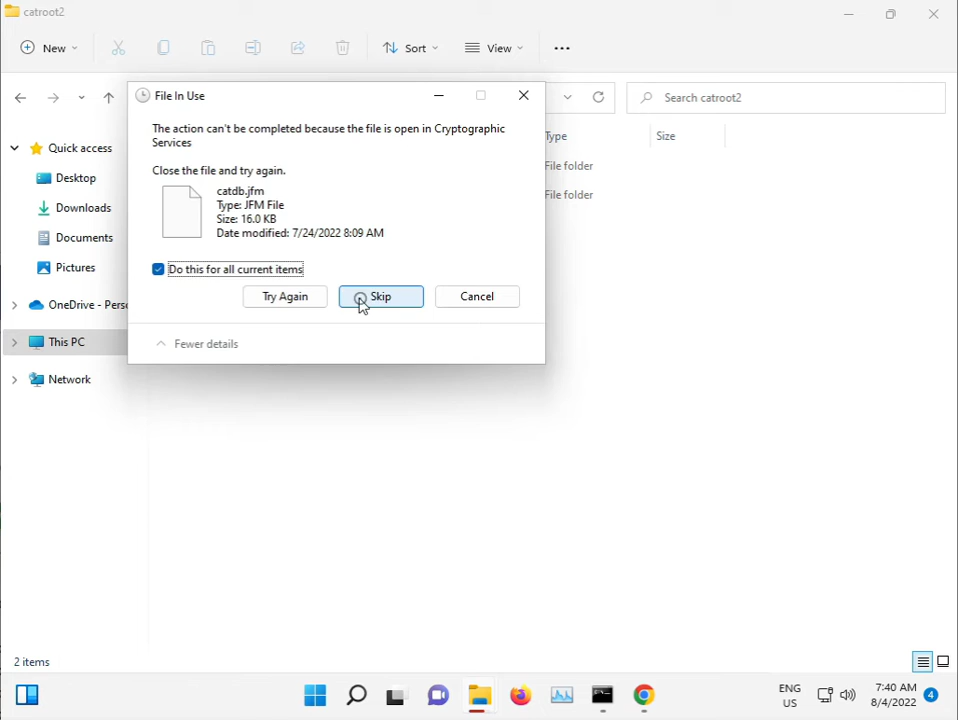 catroot2
New
Sort
View
File In Use
Search catroot2
The action can't be completed because the file is open in Cryptographic
Services
Type
Size
Quick access
File folder
Close the file and try again.
Desktop
catdb.jfm
File folder
Type: JFM File
Downloads
Size: 16.0 KB
Date modified: 7/24/2022 8:09 AM
Documents
Pictures
Do this for all current items
Try Again
Skip
Cancel
OneDrive - Pers
This PC
Fewer details
Network
2 items
ENG
US
7:40 AM
8/4/2022
4